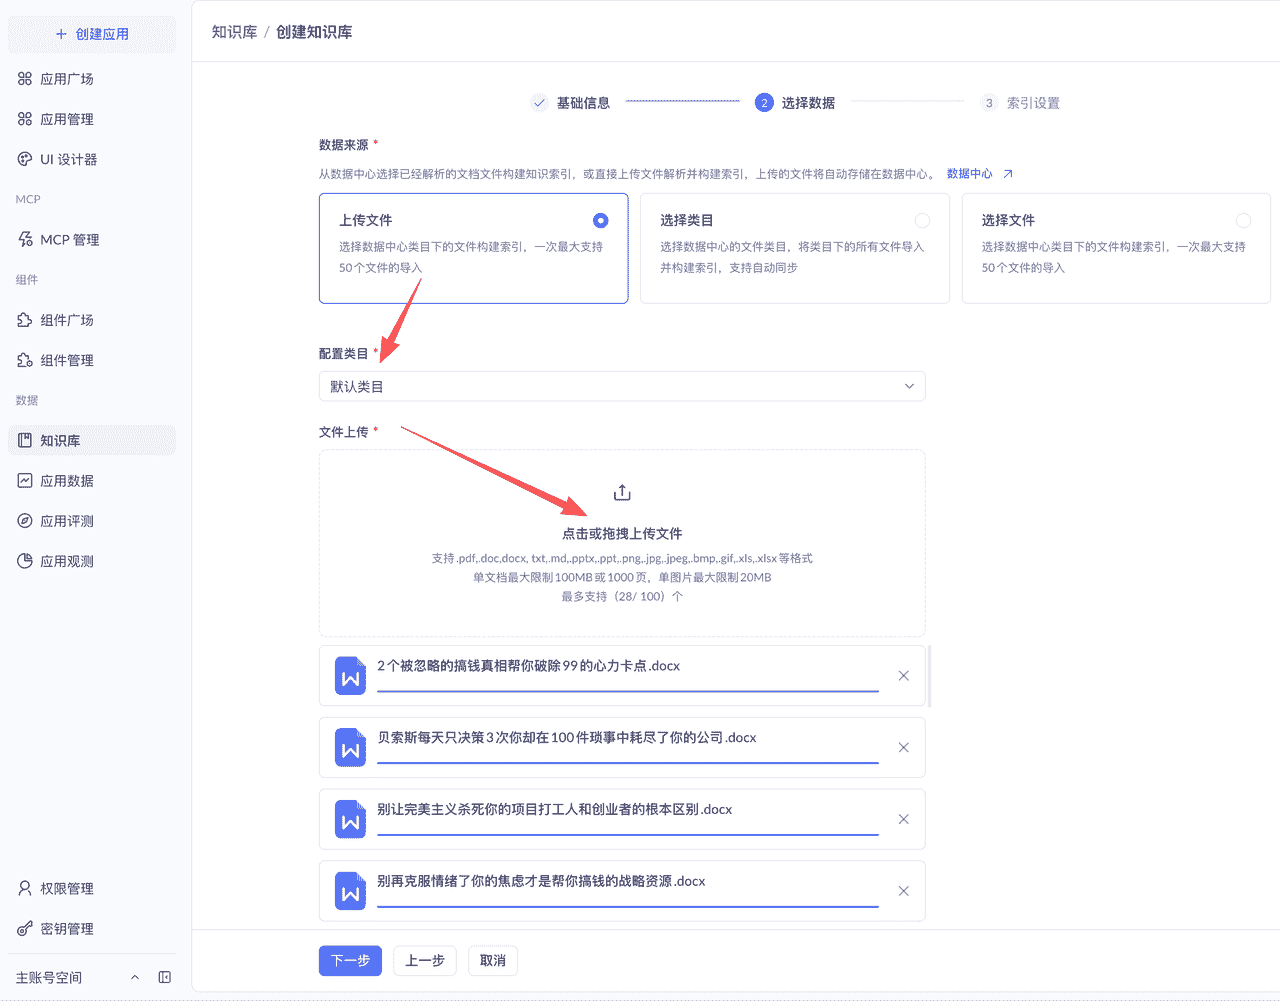 + 创建应用
应用广场
应用管理
UI 设计器
MCP
MCP 管理
组件
组件广场
组件管理
数据
知识库
应用数据
应用评测
应用观测
权限管理
密钥管理
主账号空间
知识库 / 创建知识库
基础信息
2 选择数据
3 索引设置
数据来源 *
从数据中心选择已经解析的文档文件构建知识索引，或直接上传文件解析并构建索引，上传的文件将自动存储在数据中心。 数据中心
上传文件
选择数据中心类目下的文件构建索引，一次最大支持
50个文件的导入
选择类目
选择数据中心的文件类目，将类目下的所有文件导入
并构建索引，支持自动同步
选择文件
选择数据中心类目下的文件构建索引，一次最大支持
50个文件的导入
配置类目 *
默认类目
文件上传 *
点击或拖拽上传文件
支持.pdf,.doc,docx, txt,.md,.pptx,.ppt,.png,.jpg,.jpeg,.bmp,.gif,.xls,.xlsx等格式
单文档最大限制100MB或1000页，单图片最大限制20MB
最多支持（28/ 100）个
2个被忽略的搞钱真相帮你破除99的心力卡点.docx
贝索斯每天只决策3次你却在100件琐事中耗尽了你的公司.docx
别让完美主义杀死你的项目打工人和创业者的根本区别.docx
别再克服情绪了你的焦虑才是帮你搞钱的战略资源.docx
下一步
上一步
取消